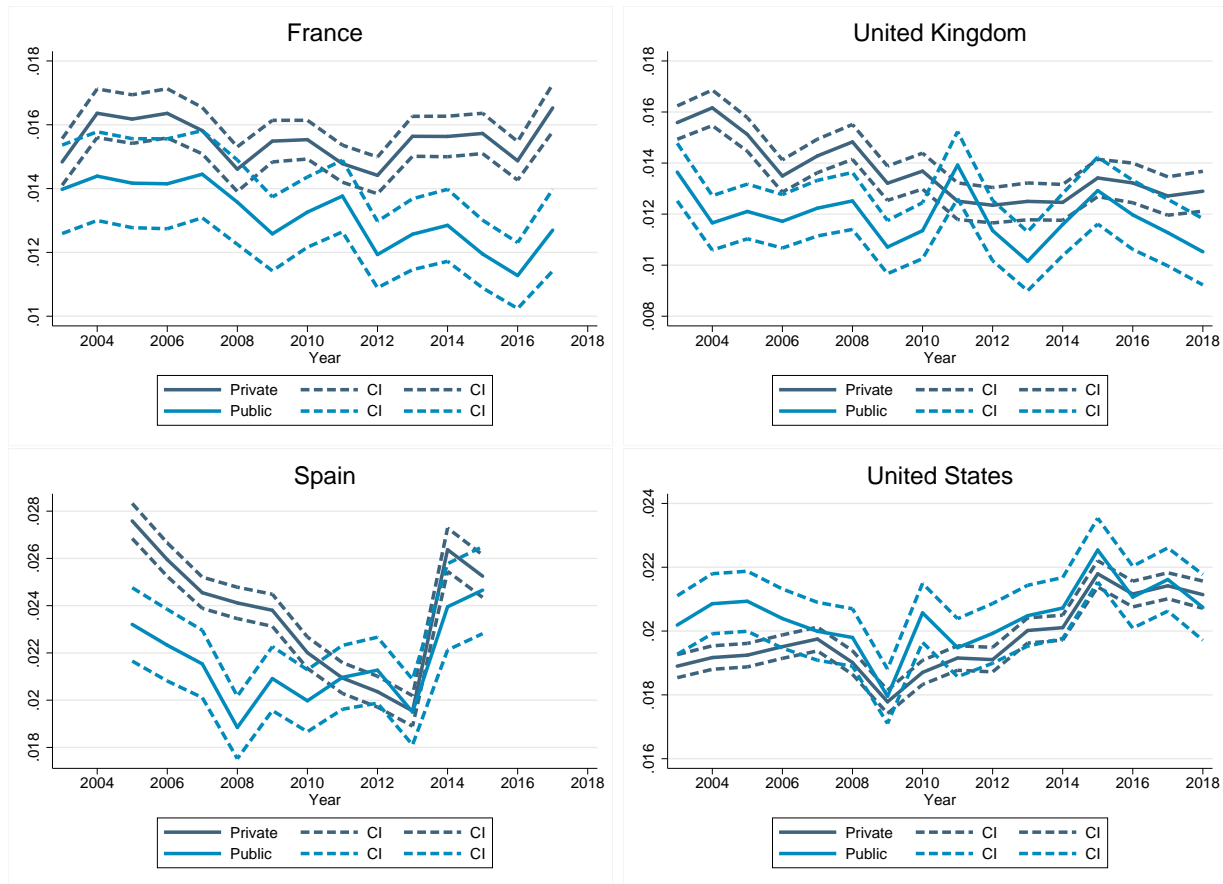 France
.018
.016
.014
.012
.01
2004 2006 2008 2010 2012 2014 2016 2018
Year
Private CI CI
Public CI CI
United Kingdom
.018
.016
.014
.012
.01
.008
2004 2006 2008 2010 2012 2014 2016 2018
Year
Private CI CI
Public CI CI
Spain
.028
.026
.024
.022
.02
.018
2004 2006 2008 2010 2012 2014 2016 2018
Year
Private CI CI
Public CI CI
United States
.024
.022
.02
.018
.016
2004 2006 2008 2010 2012 2014 2016 2018
Year
Private CI CI
Public CI CI